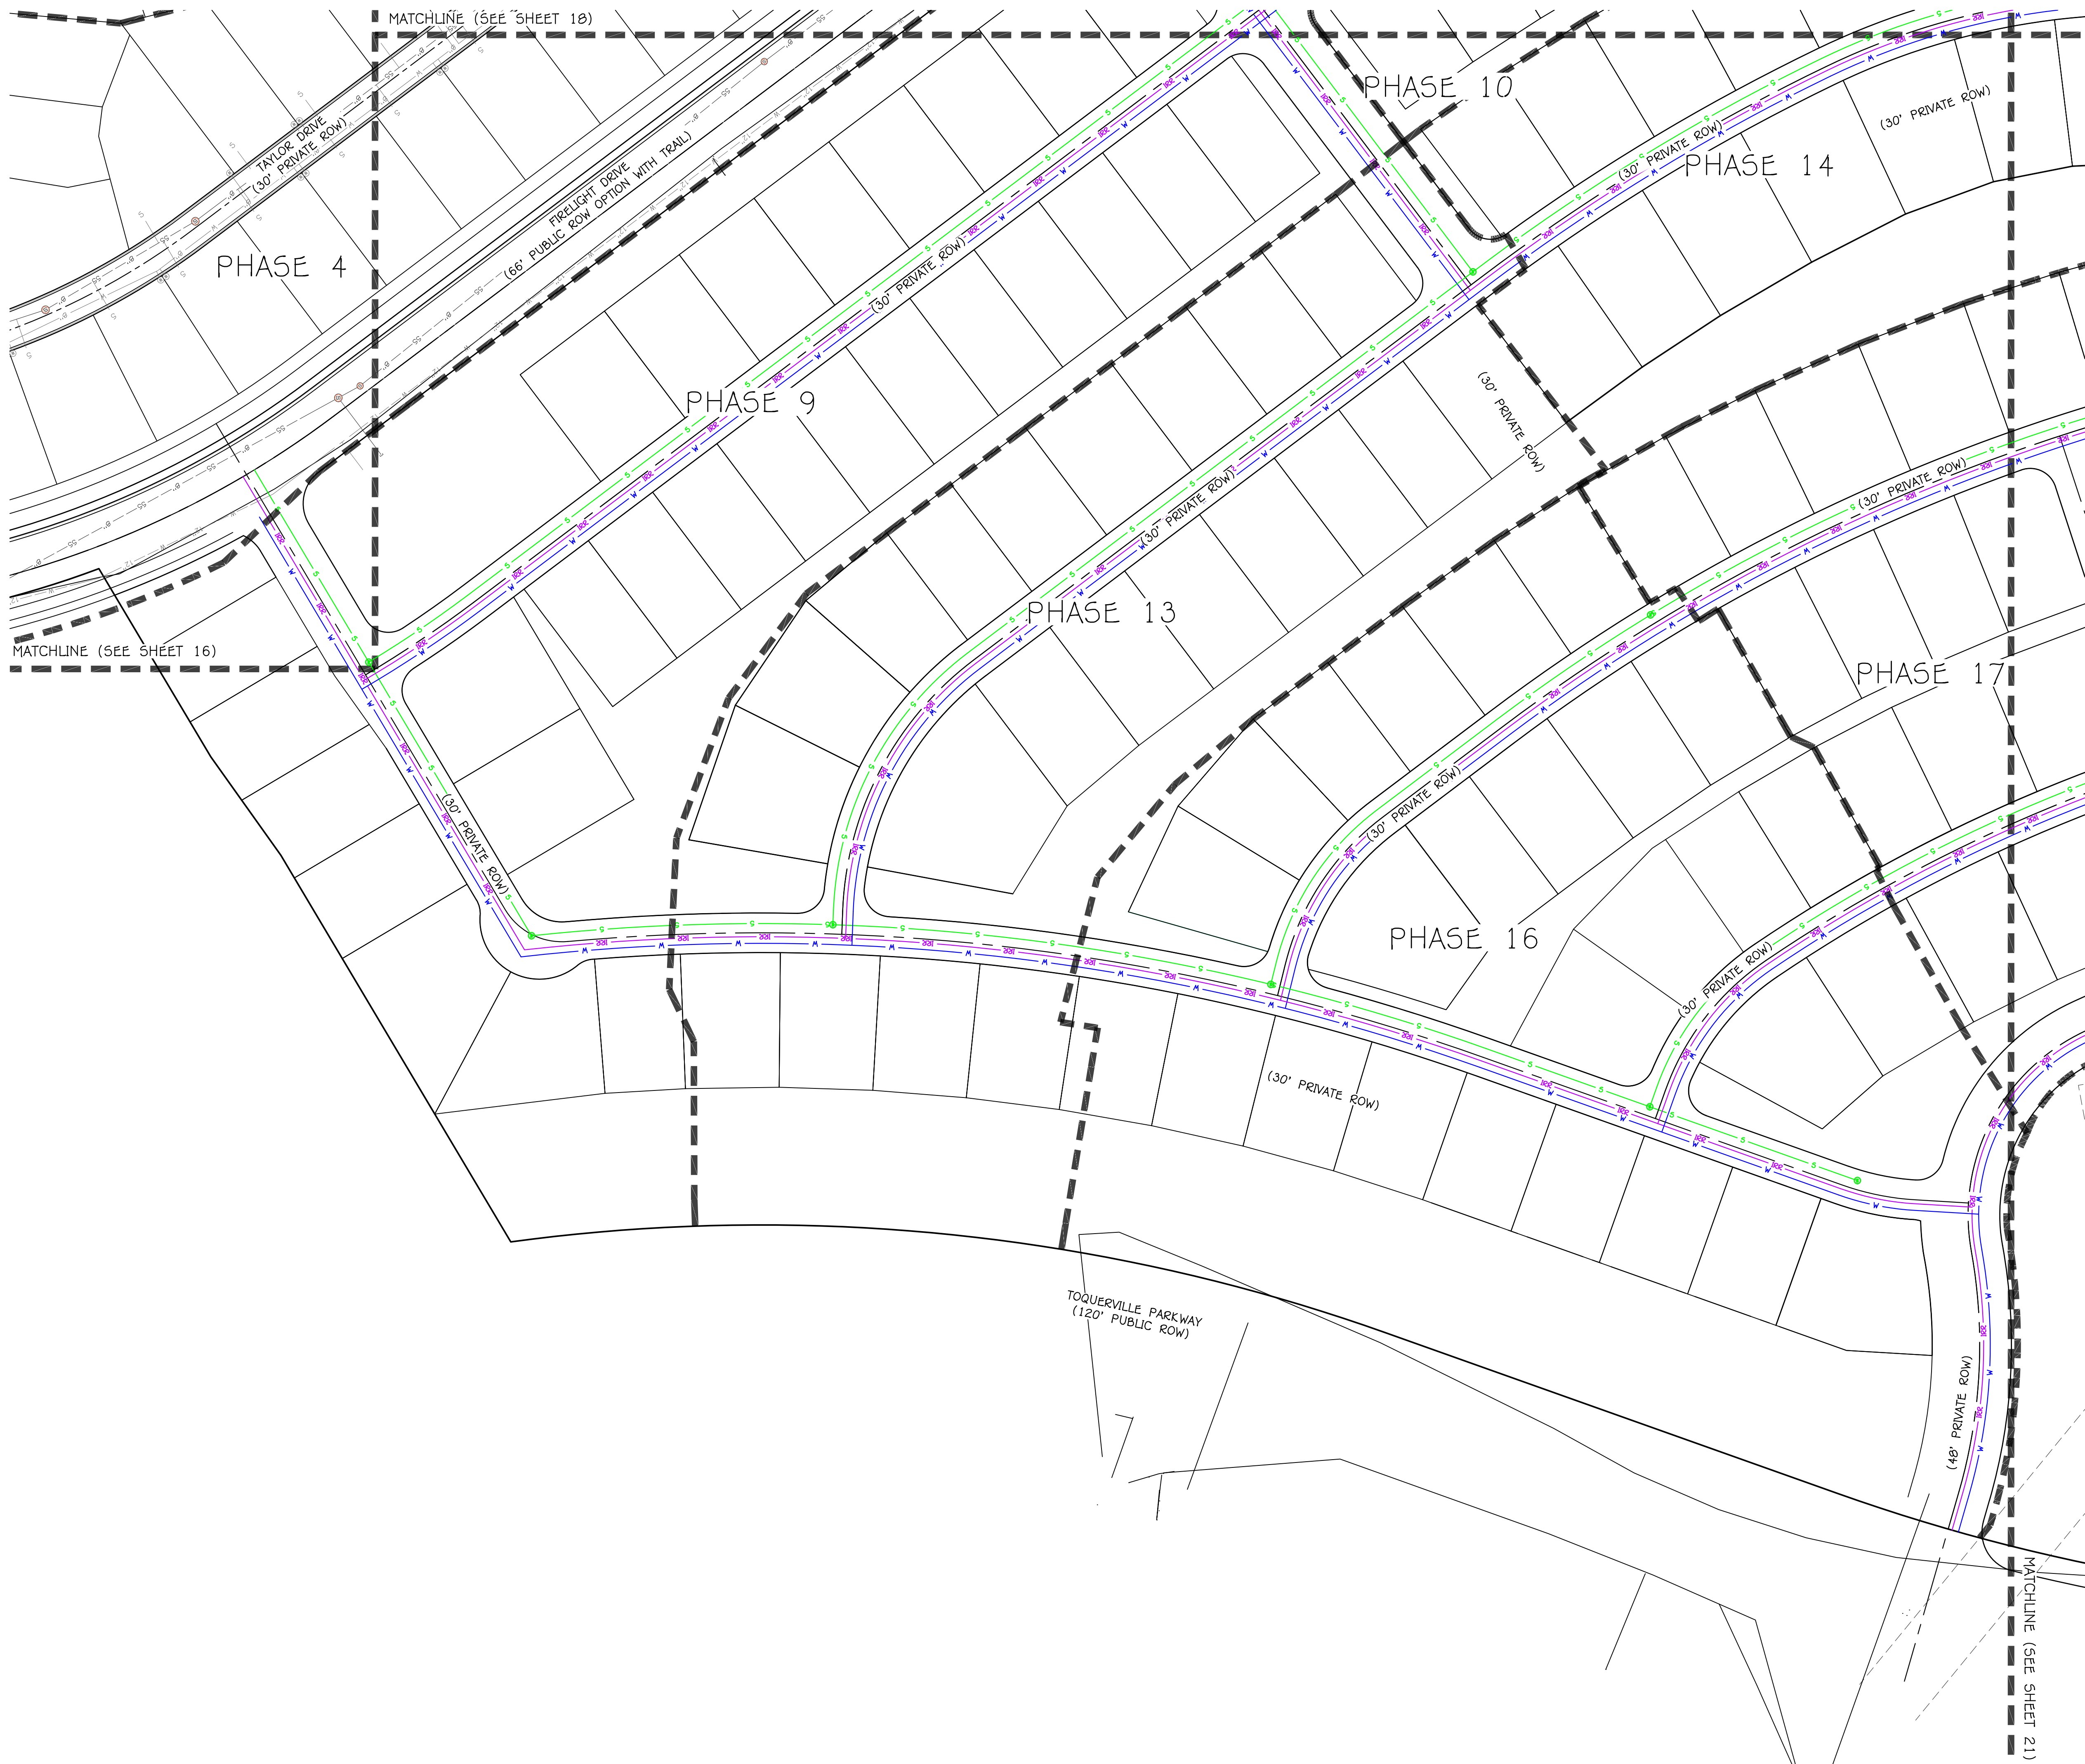 MATCHLINE (SEE SHEET 18)
PHASE 10
(30' PRIVATE ROW)
TAYLOR DRIVE
(30' PRIVATE ROW)
FIRELIGHT DRIVE
(66' PUBLIC ROW OPTION WITH TRAIL)
(30' PRIVATE ROW)
PHASE 14
PHASE 4
(30' PRIVATE ROW)
PHASE 9
(30' PRIVATE ROW)
(30' PRIVATE ROW)
(30' PRIVATE ROW)
PHASE 13
MATCHLINE (SEE SHEET 16)
PHASE 17
(30' PRIVATE ROW)
(30' PRIVATE ROW)
PHASE 16
(30' PRIVATE ROW)
(30' PRIVATE ROW)
TOQUERVILLE PARKWAY
(120' PUBLIC ROW)
(48' PRIVATE ROW)
MATCHLINE (SEE SHEET 21)